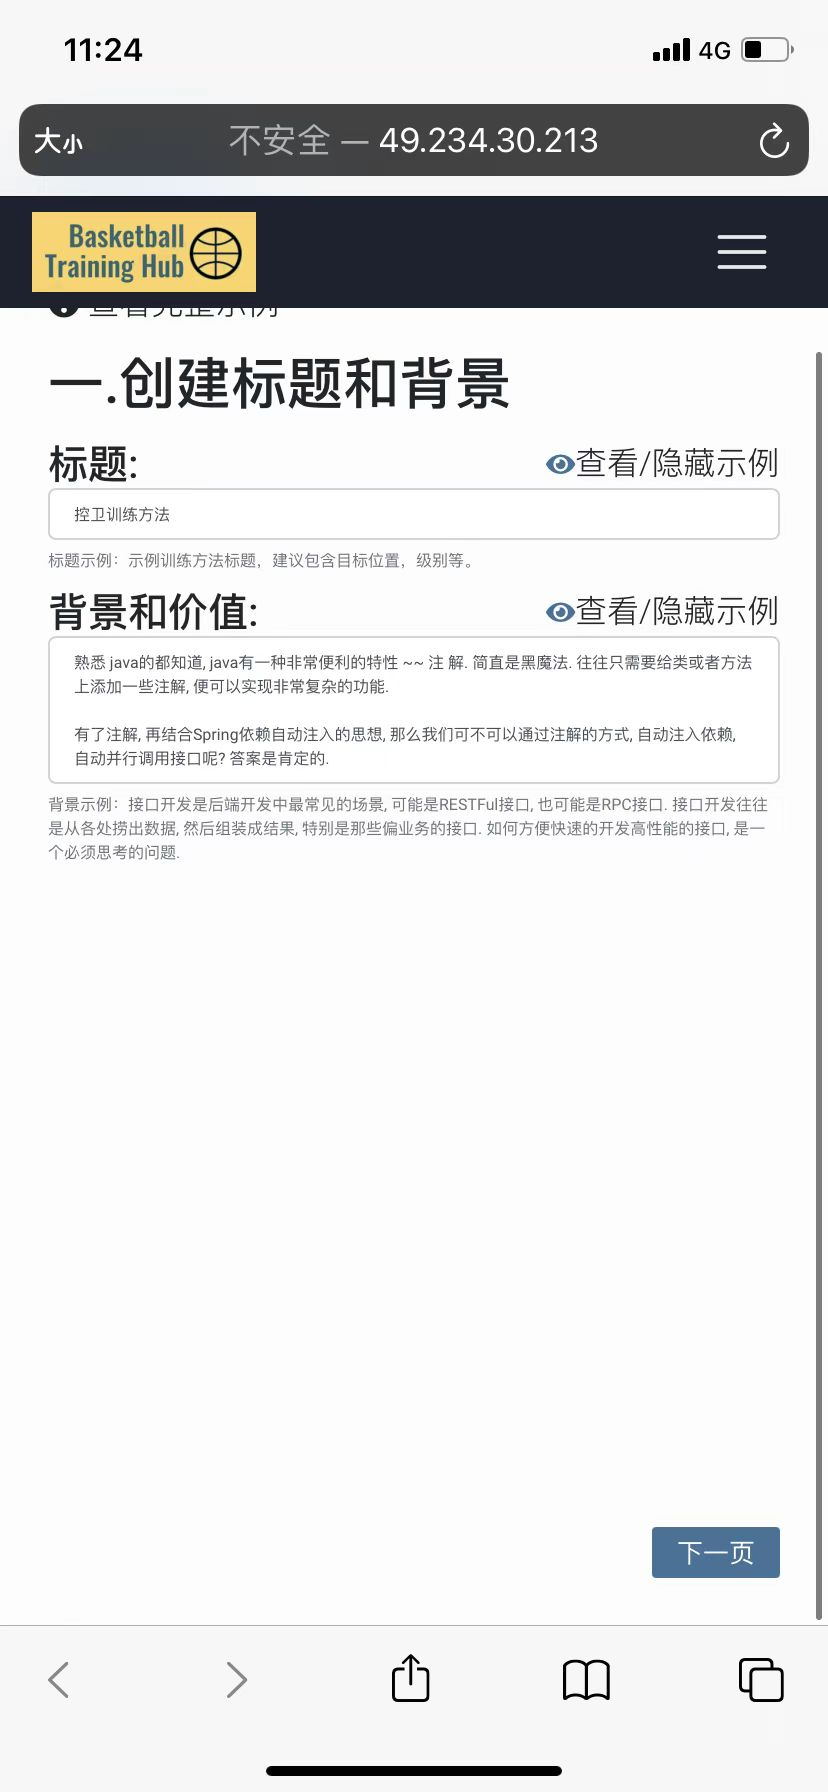 11:24
4G
大小
不安全 — 49.234.30.213
Basketball
Training Hub
查看完整示例
一.创建标题和背景
标题:
查看/隐藏示例
控卫训练方法
标题示例：示例训练方法标题，建议包含目标位置，级别等。
背景和价值:
查看/隐藏示例
熟悉 java的都知道, java有一种非常便利的特性 ~~ 注 解. 简直是黑魔法. 往往只需要给类或者方法
上添加一些注解, 便可以实现非常复杂的功能.
有了注解, 再结合Spring依赖自动注入的思想, 那么我们可不可以通过注解的方式, 自动注入依赖,
自动并行调用接口呢? 答案是肯定的.
背景示例：接口开发是后端开发中最常见的场景, 可能是RESTFul接口, 也可能是RPC接口. 接口开发往往
是从各处捞出数据, 然后组装成结果, 特别是那些偏业务的接口. 如何方便快速的开发高性能的接口, 是一
个必须思考的问题.
下一页